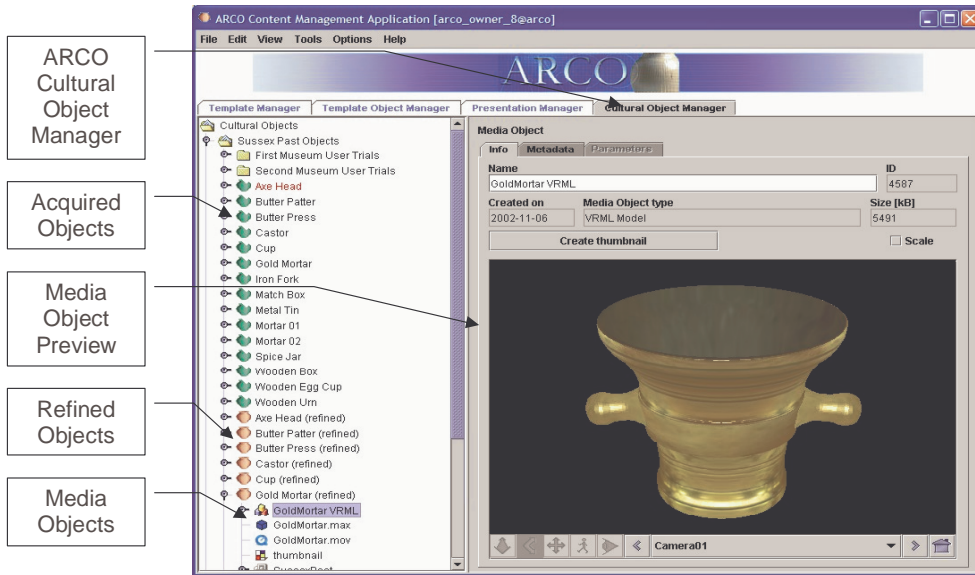 ARCO
Cultural
Object
Manager
Acquired
Objects
Media
Object
Preview
Refined
Objects
Media
Objects
ARCO Content Management Application [arco_owner_8@arco]
File Edit View Tools Options Help
ARCO
Template Manager Template Object Manager Presentation Manager Cultural Object Manager
Cultural Objects
Sussex Past Objects
First Museum User Trials
Second Museum User Trials
Axe Head
Butter Patter
Butter Press
Castor
Cup
Gold Mortar
Iron Fork
Match Box
Metal Tin
Mortar 01
Mortar 02
Spice Jar
Wooden Box
Wooden Egg Cup
Wooden Urn
Axe Head (refined)
Butter Patter (refined)
Butter Press (refined)
Castor (refined)
Cup (refined)
Gold Mortar (refined)
GoldMortar VRML
GoldMortar.max
GoldMortar.mov
thumbnail
Media Object
Info Metadata Parameters
Name ID
GoldMortar VRML 4587
Created on Media Object type Size [kB]
2002-11-06 VRML Model 5491
Create thumbnail Scale
Camera01